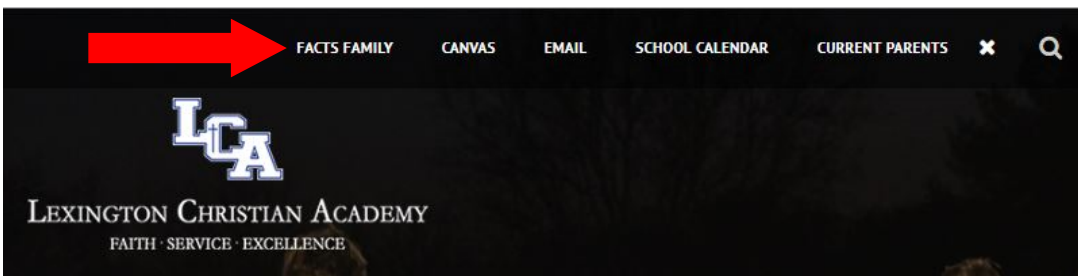 FACTS FAMILY CANVAS EMAIL SCHOOL CALENDAR CURRENT PARENTS
LCA
LEXINGTON CHRISTIAN ACADEMY
FAITH · SERVICE · EXCELLENCE